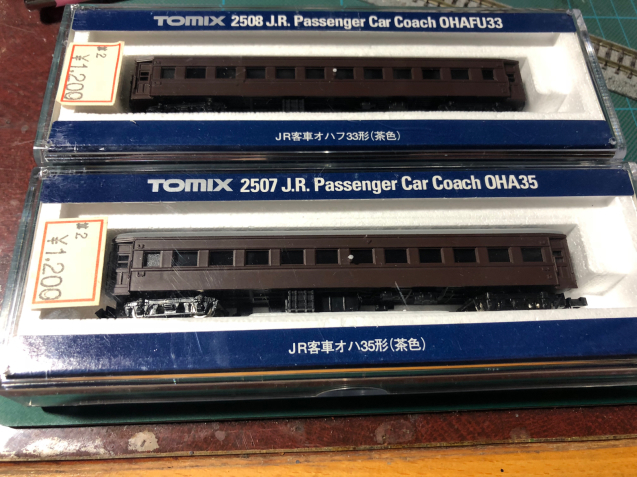 TOMIX 2508 J.R. Passenger Car Coach OHAFU33
#2
¥1,200
JR客車オハフ33形(茶色)
TOMIX 2507 J.R. Passenger Car Coach OHA35
#2
¥1,200
JR客車オハ35形(茶色)